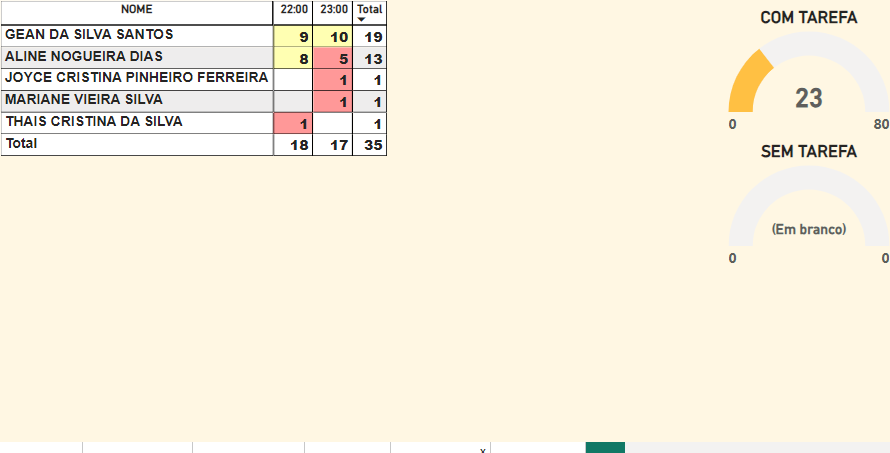 NOME 22:00 23:00 Total
GEAN DA SILVA SANTOS 9 10 19
ALINE NOGUEIRA DIAS 8 5 13
JOYCE CRISTINA PINHEIRO FERREIRA 1 1
MARIANE VIEIRA SILVA 1 1
THAIS CRISTINA DA SILVA 1 1
Total 18 17 35
COM TAREFA
23
0 80
SEM TAREFA
(Em branco)
0 0
x